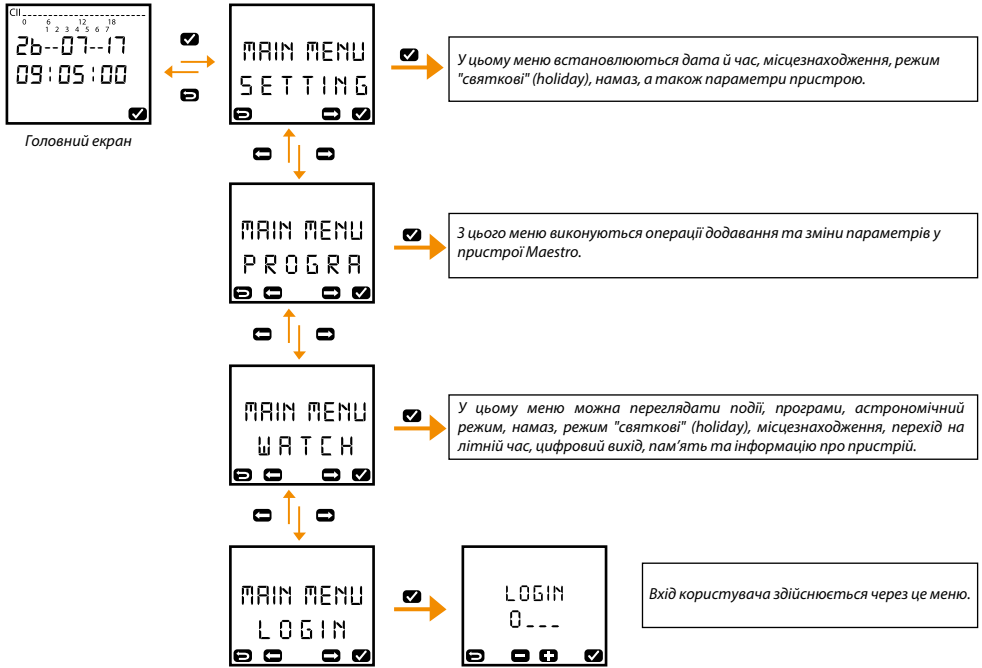 CII
0 6 12 18
1 2 3 4 5 6 7
26--07--17
09:05:00
Головний екран
MAIN MENU
SETTING
У цьому меню встановлюються дата й час, місцезнаходження, режим
"святкові" (holiday), намаз, а також параметри пристрою.
MAIN MENU
PROGRA
З цього меню виконуються операції додавання та зміни параметрів у
пристрої Maestro.
MAIN MENU
WATCH
У цьому меню можна переглядати події, програми, астрономічний
режим, намаз, режим "святкові" (holiday), місцезнаходження, перехід на
літній час, цифровий вихід, пам’ять та інформацію про пристрій.
MAIN MENU
LOGIN
LOGIN
0___
Вхід користувача здійснюється через це меню.